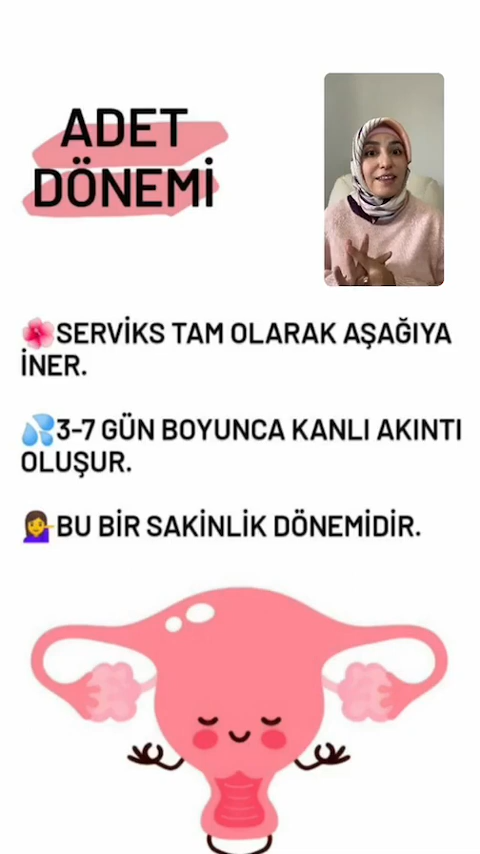 ADET
DÖNEMİ
🌺SERVİKS TAM OLARAK AŞAĞIYA
İNER.
💦3-7 GÜN BOYUNCA KANLI AKINTI
OLUŞUR.
💁‍♀️BU BİR SAKİNLİK DÖNEMİDİR.